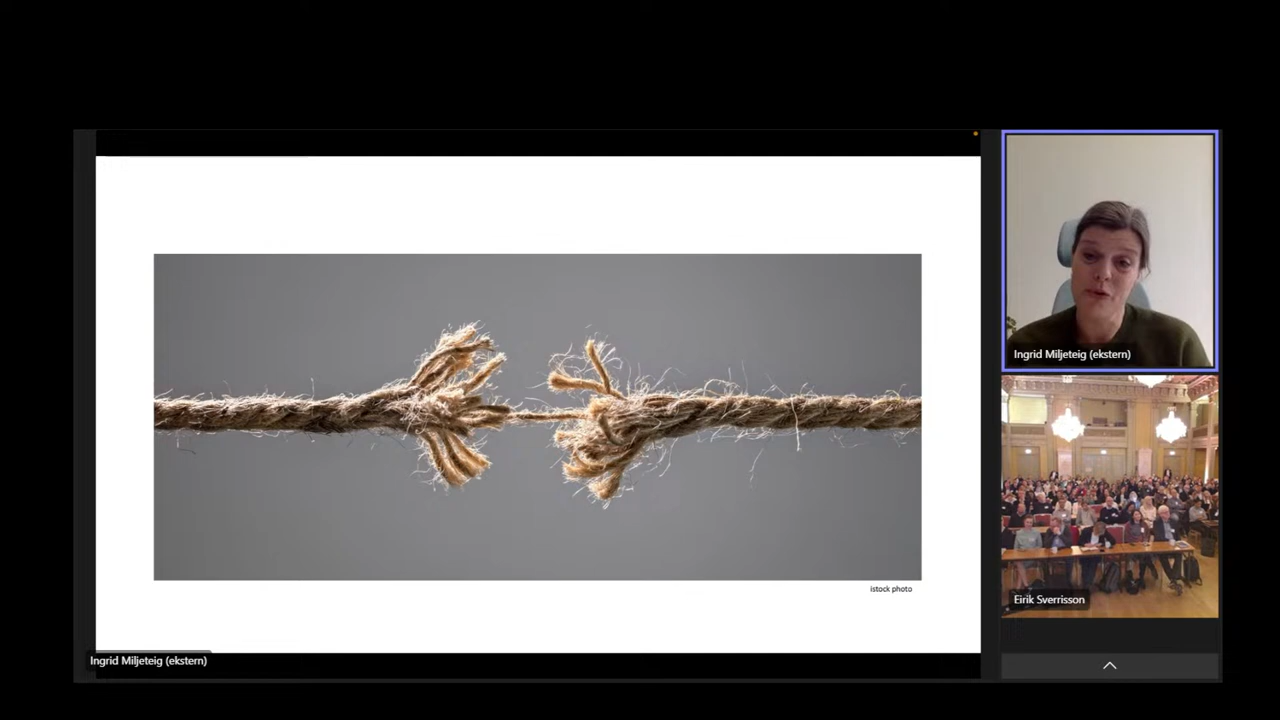 istock photo
Ingrid Miljeteig (ekstern)
Ingrid Miljeteig (ekstern)
Eirik Sverrisson